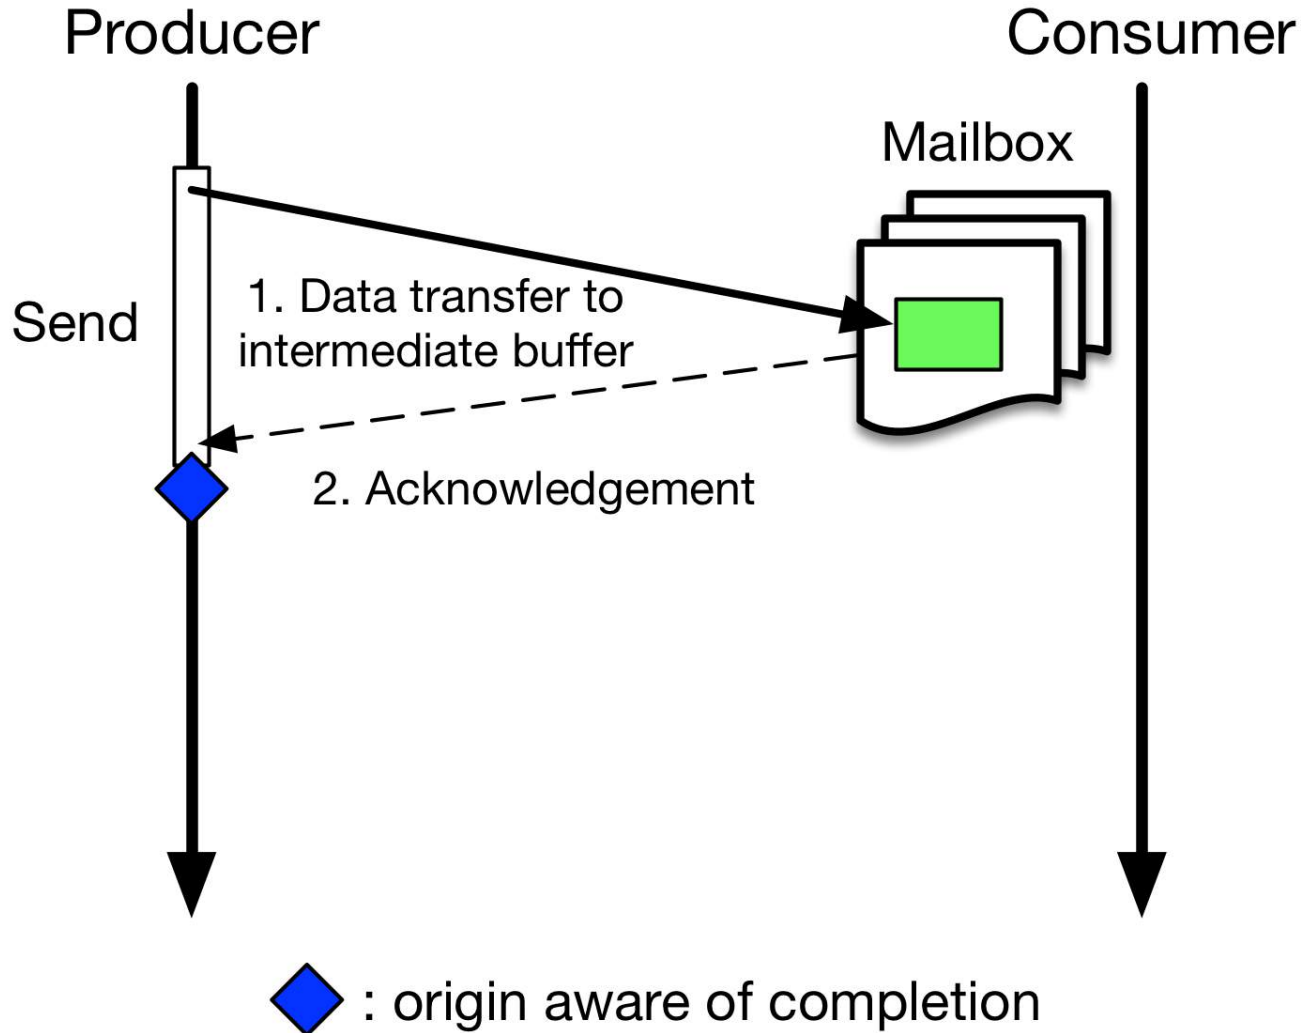 Producer
Consumer
Mailbox
Send
1. Data transfer to
intermediate buffer
2. Acknowledgement
: origin aware of completion